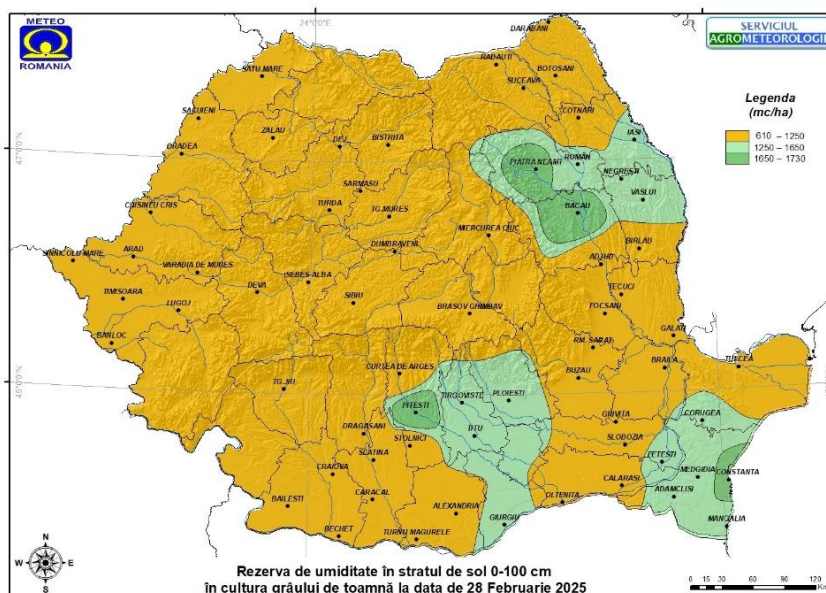 METEO
ROMANIA
24°0'0"E
SERVICIUL
AGROMETEOROLOGIE
Legenda
(mc/ha)
610 – 1250
1250 – 1650
1650 – 1730
47°0'0"N
45°0'0"N
DARABANI
RADAUTI
BOTOSANI
SUCEAVA
SATU MARE
COTNARI
SACUIENI
ZALAU
DEJ
BISTRITA
IASI
ORADEA
ROMAN
PIATRA NEAMT
NEGRESTI
VASLUI
SARMASU
CHISINEU CRIS
TURDA
TG.MURES
BACAU
MIERCUREA CIUC
DUMBRAVENI
BIRLAD
ADJUD
SINNICOLU MARE
ARAD
VARADIA DE MURES
SEBES-ALBA
DEVA
TIMISOARA
LUGOJ
SIBIU
BRASOV GHIMBAV
TECUCI
FOCSANI
BANLOC
GALATI
RM. SARAT
CURTEA DE ARGES
BRAILA
TULCEA
BUZAU
TG.JIU
TIRGOVISTE
PLOIESTI
PITESTI
CORUGEA
GRIVITA
DRAGASANI
TITU
STOLNICI
SLOBOZIA
SLATINA
FETESTI
CRAIOVA
MEDGIDIA
CONSTANTA
CALARASI
CARACAL
OLTENITA
ADAMCLISI
BAILESTI
ALEXANDRIA
GIURGIU
MANGALIA
BECHET
TURNU MAGURELE
N
W
E
S
Rezerva de umiditate în stratul de sol 0-100 cm
în cultura grâului de toamnă la data de 28 Februarie 2025
0 15 30 60 90 120
Km